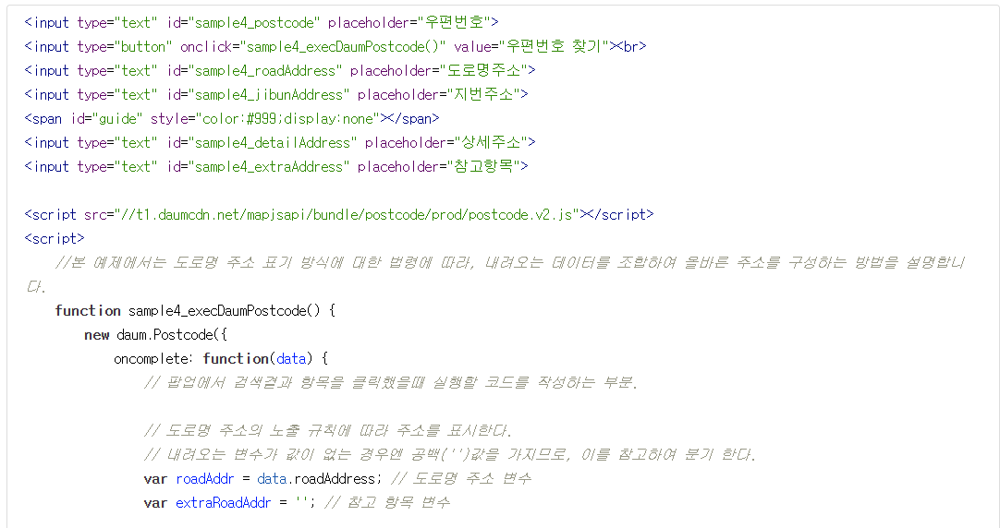 <input type="text" id="sample4_postcode" placeholder="우편번호">
<input type="button" onclick="sample4_execDaumPostcode()" value="우편번호 찾기"><br>
<input type="text" id="sample4_roadAddress" placeholder="도로명주소">
<input type="text" id="sample4_jibunAddress" placeholder="지번주소">
<span id="guide" style="color:#999;display:none"></span>
<input type="text" id="sample4_detailAddress" placeholder="상세주소">
<input type="text" id="sample4_extraAddress" placeholder="참고항목">
<script src="//t1.daumcdn.net/mapjsapi/bundle/postcode/prod/postcode.v2.js"></script>
<script>
//본 예제에서는 도로명 주소 표기 방식에 대한 법령에 따라, 내려오는 데이터를 조합하여 올바른 주소를 구성하는 방법을 설명합니
다.
function sample4_execDaumPostcode() {
new daum.Postcode({
oncomplete: function(data) {
// 팝업에서 검색결과 항목을 클릭했을때 실행할 코드를 작성하는 부분.
// 도로명 주소의 노출 규칙에 따라 주소를 표시한다.
// 내려오는 변수가 값이 없는 경우엔 공백('')값을 가지므로, 이를 참고하여 분기 한다.
var roadAddr = data.roadAddress; // 도로명 주소 변수
var extraRoadAddr = ''; // 참고 항목 변수